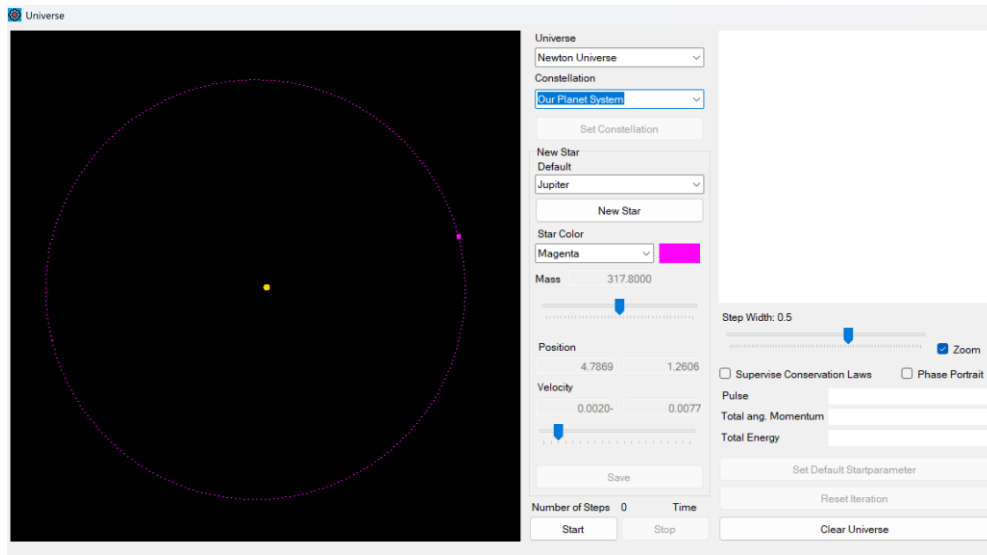 Universe
Universe
Newton Universe
Constellation
Our Planet System
Set Constellation
New Star
Default
Jupiter
New Star
Star Color
Magenta
Mass 317.8000
Position
4.7869 1.2606
Velocity
0.0020- 0.0077
Save
Number of Steps 0 Time
Start Stop
Step Width: 0.5
Zoom
Supervise Conservation Laws Phase Portrait
Pulse
Total ang. Momentum
Total Energy
Set Default Startparameter
Reset Iteration
Clear Universe